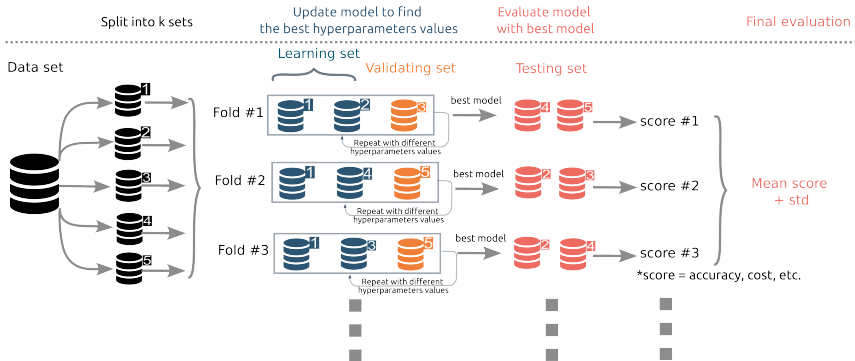 Split into k sets
Update model to find
the best hyperparameters values
Evaluate model
with best model
Final evaluation
Data set
Learning set
Validating set
Testing set
1
2
3
4
5
Fold #1
1
2
3
best model
4
5
score #1
Repeat with different
hyperparameters values
Fold #2
1
4
5
best model
2
3
score #2
Repeat with different
hyperparameters values
Fold #3
1
3
5
best model
2
4
score #3
Repeat with different
hyperparameters values
*score = accuracy, cost, etc.
Mean score
+ std